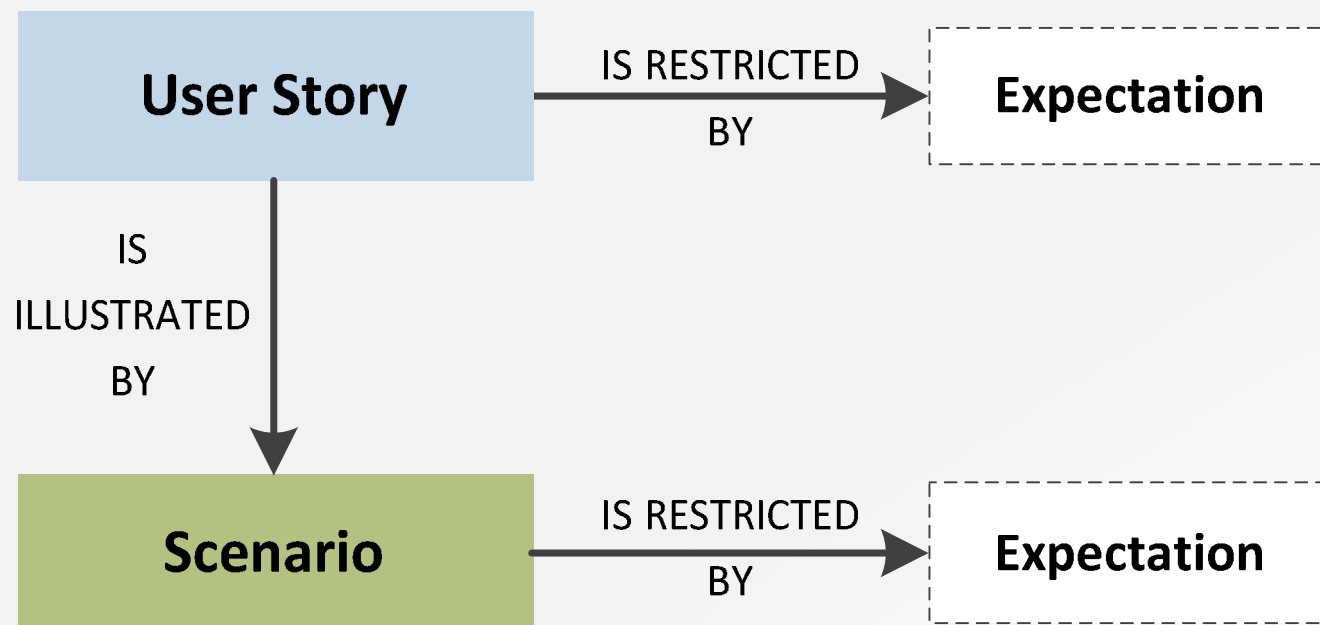 User Story
IS RESTRICTED
BY
Expectation
IS
ILLUSTRATED
BY
Scenario
IS RESTRICTED
BY
Expectation